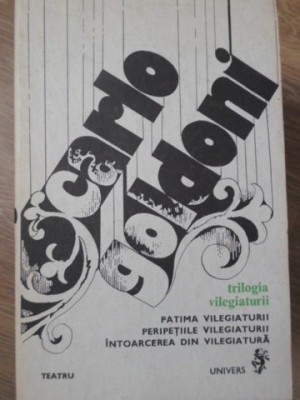 carlo
goldoni
trilogia
vilegiaturii
PATIMA VILEGIATURII
PERIPEȚIILE VILEGIATURII
ÎNTOARCEREA DIN VILEGIATURĂ
TEATRU
UNIVERS